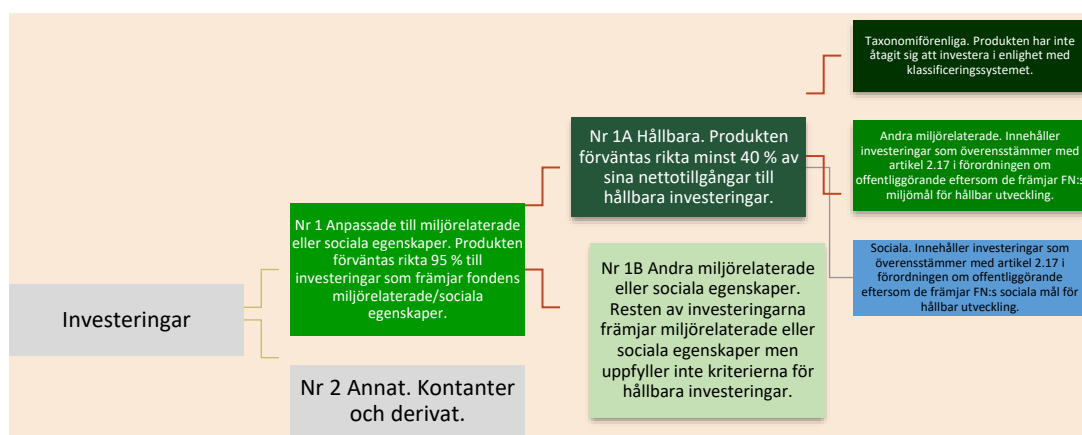 Investeringar
Nr 1 Anpassade till miljörelaterade
eller sociala egenskaper. Produkten
förväntas rikta 95 % till
investeringar som främjar fondens
miljörelaterade/sociala
egenskaper.
Nr 2 Annat. Kontanter
och derivat.
Nr 1A Hållbara. Produkten
förväntas rikta minst 40 % av
sina nettotillgångar till
hållbara investeringar.
Nr 1B Andra miljörelaterade
eller sociala egenskaper.
Resten av investeringarna
främjar miljörelaterade eller
sociala egenskaper men
uppfyller inte kriterierna för
hållbara investeringar.
Taxonomiförenliga. Produkten har inte
åtagit sig att investera i enlighet med
klassificeringssystemet.
Andra miljörelaterade. Innehåller
investeringar som överensstämmer med
artikel 2.17 i förordningen om
offentliggörande eftersom de främjar FN:s
miljömål för hållbar utveckling.
Sociala. Innehåller investeringar som
överensstämmer med artikel 2.17 i
förordningen om offentliggörande
eftersom de främjar FN:s sociala mål för
hållbar utveckling.